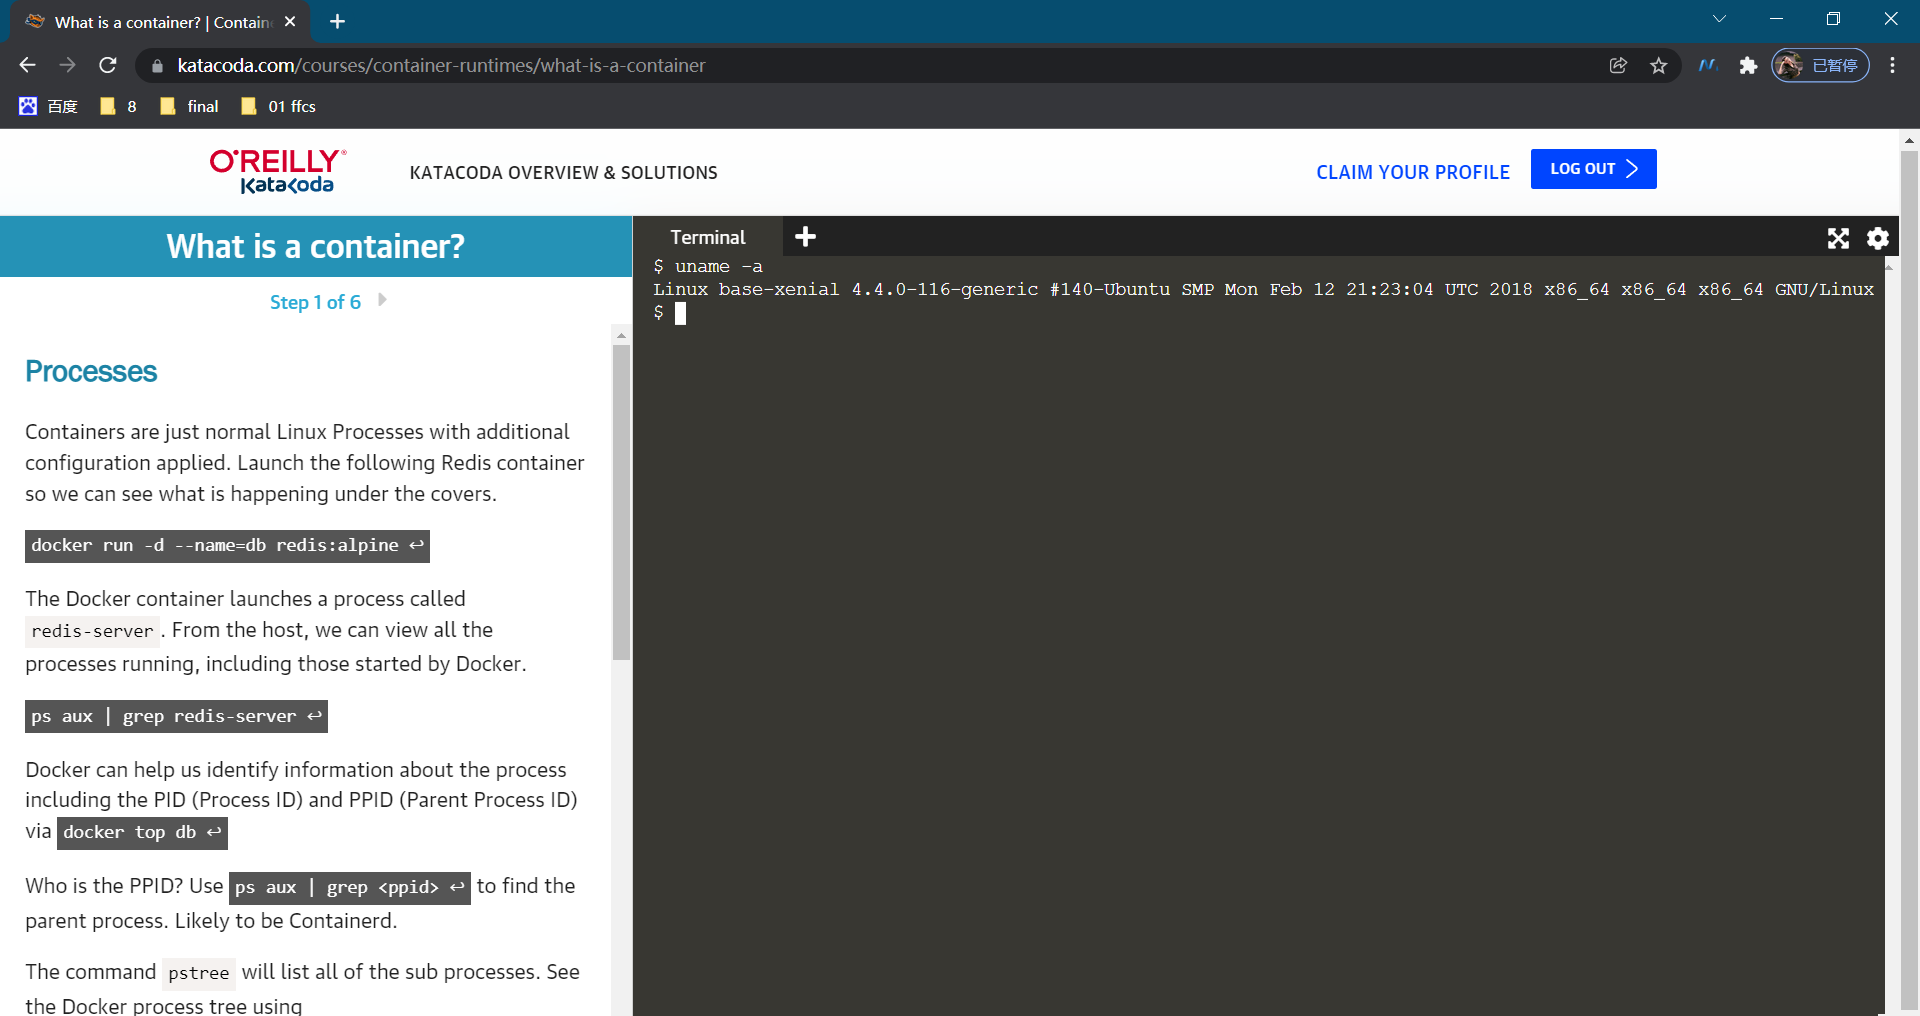 What is a container? | Contain
katacoda.com/courses/container-runtimes/what-is-a-container
已暂停
百度
8
final
01 ffcs
O'REILLY®
Katacoda
KATACODA OVERVIEW & SOLUTIONS
CLAIM YOUR PROFILE
LOG OUT
What is a container?
Step 1 of 6
Processes
Containers are just normal Linux Processes with additional
configuration applied. Launch the following Redis container
so we can see what is happening under the covers.
docker run -d --name=db redis:alpine ↩
The Docker container launches a process called
redis-server . From the host, we can view all the
processes running, including those started by Docker.
ps aux | grep redis-server ↩
Docker can help us identify information about the process
including the PID (Process ID) and PPID (Parent Process ID)
via docker top db ↩
Who is the PPID? Use ps aux | grep <ppid> ↩ to find the
parent process. Likely to be Containerd.
The command pstree will list all of the sub processes. See
the Docker process tree using
Terminal
$ uname -a
Linux base-xenial 4.4.0-116-generic #140-Ubuntu SMP Mon Feb 12 21:23:04 UTC 2018 x86_64 x86_64 x86_64 GNU/Linux
$